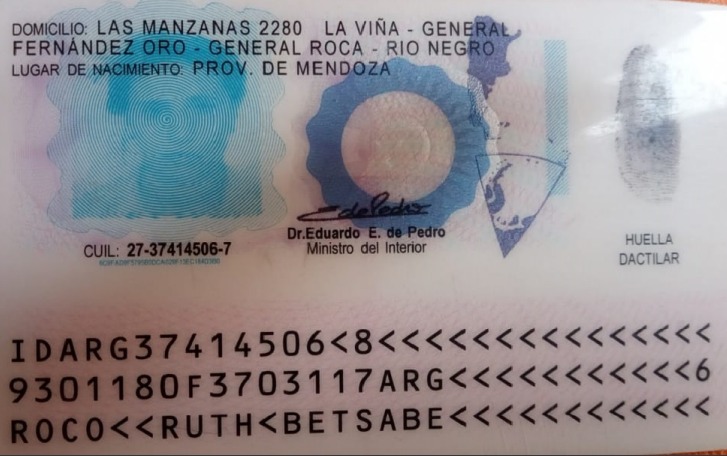 DOMICILIO: LAS MANZANAS 2280 LA VIÑA - GENERAL
FERNÁNDEZ ORO - GENERAL ROCA - RIO NEGRO
LUGAR DE NACIMIENTO: PROV. DE MENDOZA
Dr.Eduardo E. de Pedro
Ministro del Interior
CUIL: 27-37414506-7
HUELLA
DACTILAR
IDARG37414506<8<<<<<<<<<<<<<<<
9301180F3703117ARG<<<<<<<<<<<6
ROCO<<RUTH<BETSABE<<<<<<<<<<<<